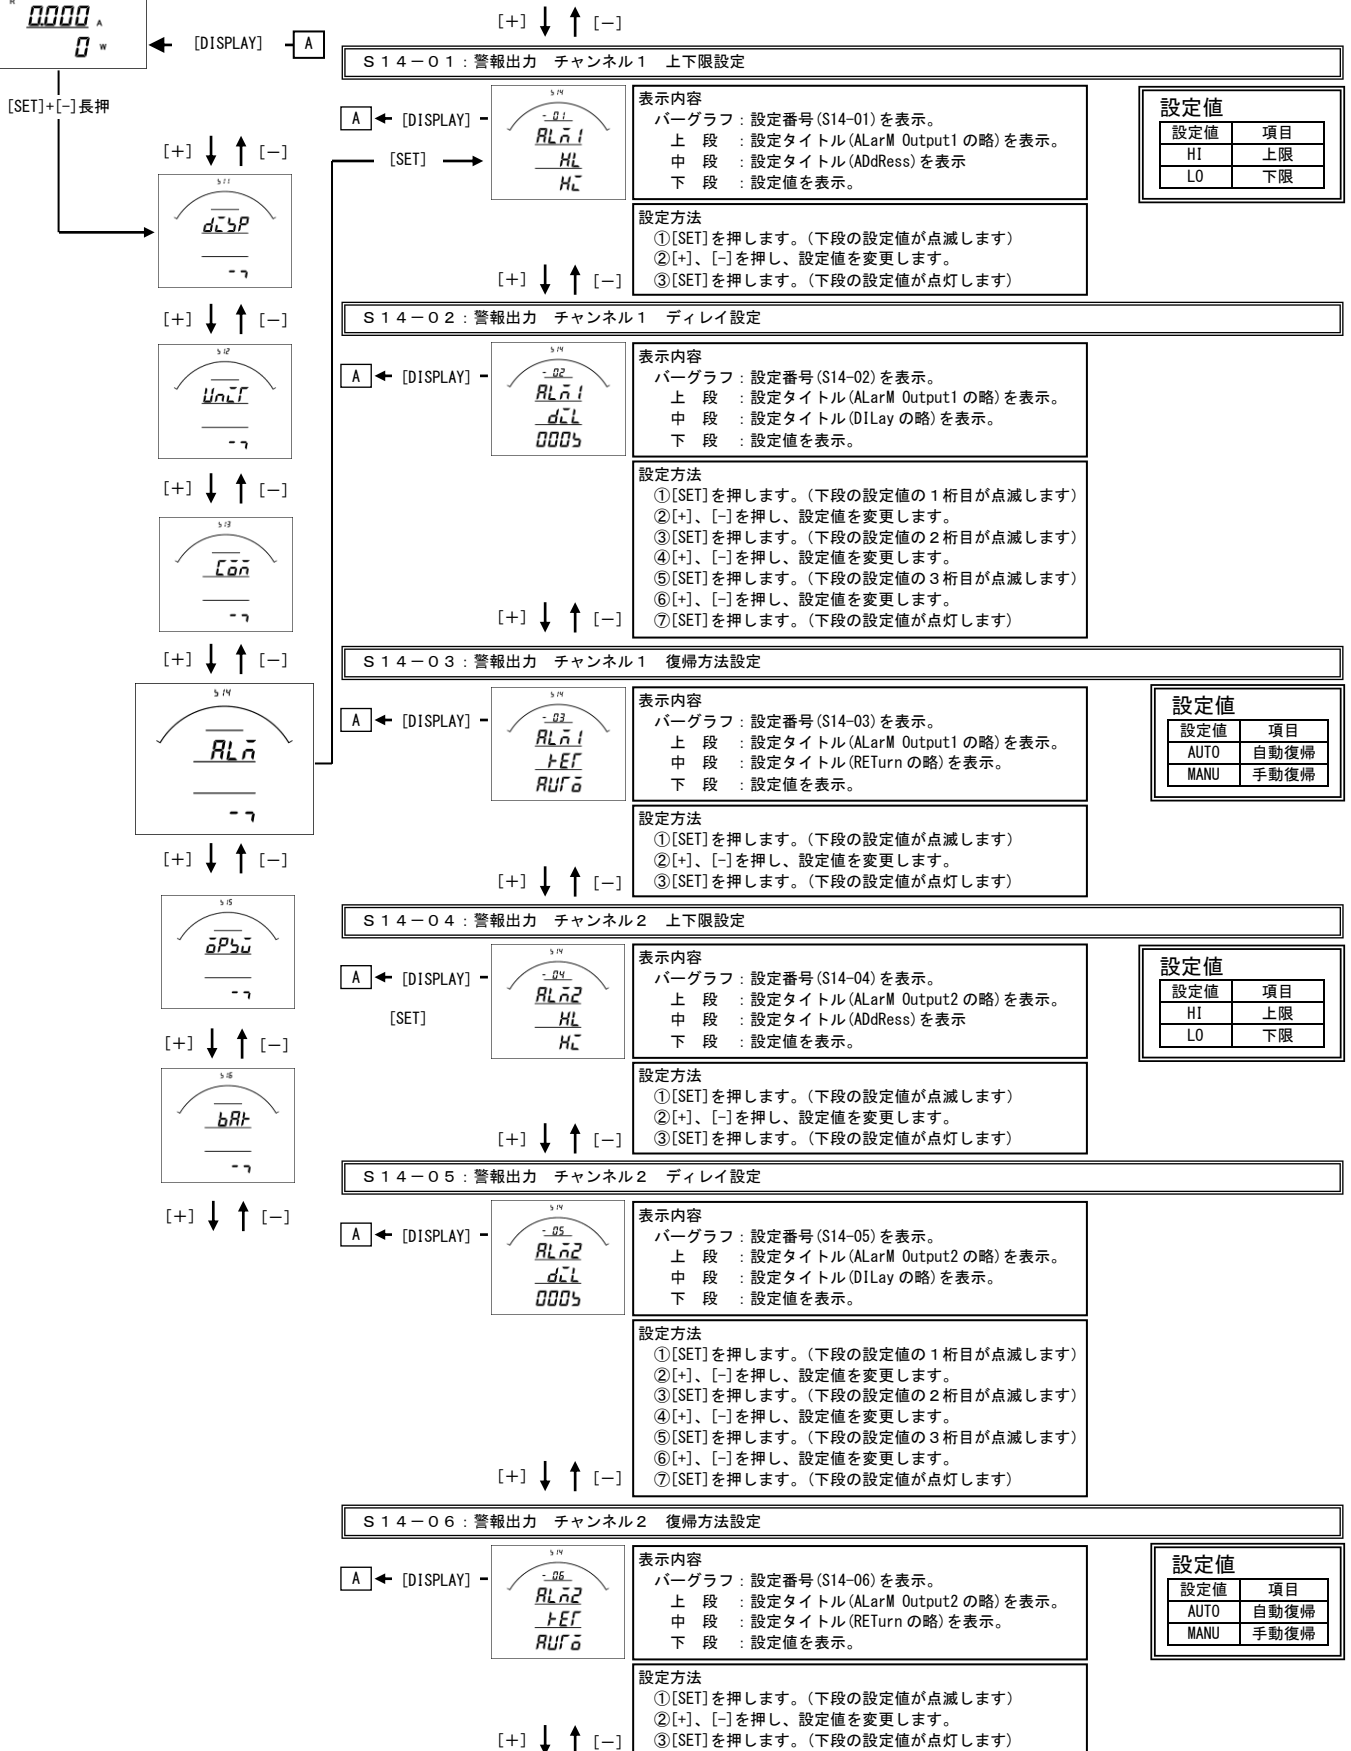 0.000 A
0 W
[DISPLAY]
A
[SET]+[-]長押
[+] [-]
S11
dISP
[+] [-]
S12
UnIT
[+] [-]
S13
Com
[+] [-]
S14
ALm
[+] [-]
S15
oPSU
[+] [-]
S16
bAr
[+] [-]
[+] [-]
S14-01:警報出力 チャンネル1 上下限設定
A [DISPLAY]
[SET]
S14
-01
ALm1
HL
HI
表示内容
バーグラフ:設定番号(S14-01)を表示。
上 段 :設定タイトル(ALarM Output1の略)を表示。
中 段 :設定タイトル(ADdRess)を表示
下 段 :設定値を表示。
設定値
設定値 項目
HI 上限
LO 下限
設定方法
①[SET]を押します。(下段の設定値が点滅します)
②[+]、[-]を押し、設定値を変更します。
③[SET]を押します。(下段の設定値が点灯します)
[+] [-]
S14-02:警報出力 チャンネル1 ディレイ設定
A [DISPLAY]
S14
-02
ALm1
dIL
000S
表示内容
バーグラフ:設定番号(S14-02)を表示。
上 段 :設定タイトル(ALarM Output1の略)を表示。
中 段 :設定タイトル(DILayの略)を表示。
下 段 :設定値を表示。
設定方法
①[SET]を押します。(下段の設定値の1桁目が点滅します)
②[+]、[-]を押し、設定値を変更します。
③[SET]を押します。(下段の設定値の2桁目が点滅します)
④[+]、[-]を押し、設定値を変更します。
⑤[SET]を押します。(下段の設定値の3桁目が点滅します)
⑥[+]、[-]を押し、設定値を変更します。
⑦[SET]を押します。(下段の設定値が点灯します)
[+] [-]
S14-03:警報出力 チャンネル1 復帰方法設定
A [DISPLAY]
S14
-03
ALm1
rET
AUTo
表示内容
バーグラフ:設定番号(S14-03)を表示。
上 段 :設定タイトル(ALarM Output1の略)を表示。
中 段 :設定タイトル(RETurnの略)を表示。
下 段 :設定値を表示。
設定値
設定値 項目
AUTO 自動復帰
MANU 手動復帰
設定方法
①[SET]を押します。(下段の設定値が点滅します)
②[+]、[-]を押し、設定値を変更します。
③[SET]を押します。(下段の設定値が点灯します)
[+] [-]
S14-04:警報出力 チャンネル2 上下限設定
A [DISPLAY]
[SET]
S14
-04
ALm2
HL
HI
表示内容
バーグラフ:設定番号(S14-04)を表示。
上 段 :設定タイトル(ALarM Output2の略)を表示。
中 段 :設定タイトル(ADdRess)を表示
下 段 :設定値を表示。
設定値
設定値 項目
HI 上限
LO 下限
設定方法
①[SET]を押します。(下段の設定値が点滅します)
②[+]、[-]を押し、設定値を変更します。
③[SET]を押します。(下段の設定値が点灯します)
[+] [-]
S14-05:警報出力 チャンネル2 ディレイ設定
A [DISPLAY]
S14
-05
ALm2
dIL
000S
表示内容
バーグラフ:設定番号(S14-05)を表示。
上 段 :設定タイトル(ALarM Output2の略)を表示。
中 段 :設定タイトル(DILayの略)を表示。
下 段 :設定値を表示。
設定方法
①[SET]を押します。(下段の設定値の1桁目が点滅します)
②[+]、[-]を押し、設定値を変更します。
③[SET]を押します。(下段の設定値の2桁目が点滅します)
④[+]、[-]を押し、設定値を変更します。
⑤[SET]を押します。(下段の設定値の3桁目が点滅します)
⑥[+]、[-]を押し、設定値を変更します。
⑦[SET]を押します。(下段の設定値が点灯します)
[+] [-]
S14-06:警報出力 チャンネル2 復帰方法設定
A [DISPLAY]
S14
-06
ALm2
rET
AUTo
表示内容
バーグラフ:設定番号(S14-06)を表示。
上 段 :設定タイトル(ALarM Output2の略)を表示。
中 段 :設定タイトル(RETurnの略)を表示。
下 段 :設定値を表示。
設定値
設定値 項目
AUTO 自動復帰
MANU 手動復帰
設定方法
①[SET]を押します。(下段の設定値が点滅します)
②[+]、[-]を押し、設定値を変更します。
③[SET]を押します。(下段の設定値が点灯します)
[+] [-]